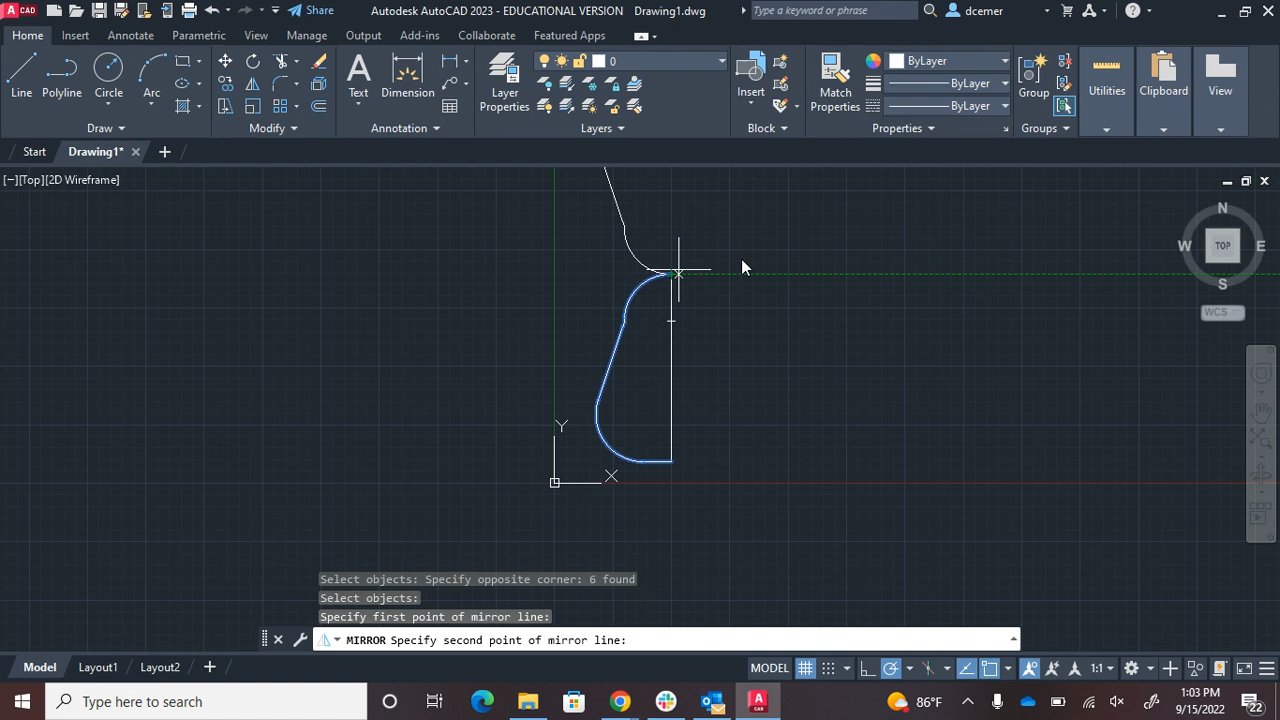 CAD
Share
Autodesk AutoCAD 2023 - EDUCATIONAL VERSION Drawing1.dwg
Type a keyword or phrase
dcemer
Home
Insert
Annotate
Parametric
View
Manage
Output
Add-ins
Collaborate
Featured Apps
Line
Polyline
Circle
Arc
Text
Dimension
Layer
Properties
0
Insert
Match
Properties
ByLayer
ByLayer
ByLayer
Group
Utilities
Clipboard
View
Draw
Modify
Annotation
Layers
Block
Properties
Groups
Start
Drawing1*
[−][Top][2D Wireframe]
N
W
TOP
E
S
WCS
Y
X
Select objects: Specify opposite corner: 6 found
Select objects:
Specify first point of mirror line:
MIRROR Specify second point of mirror line:
Model
Layout1
Layout2
MODEL
1:1
Type here to search
CAD
86°F
1:03 PM
9/15/2022
22